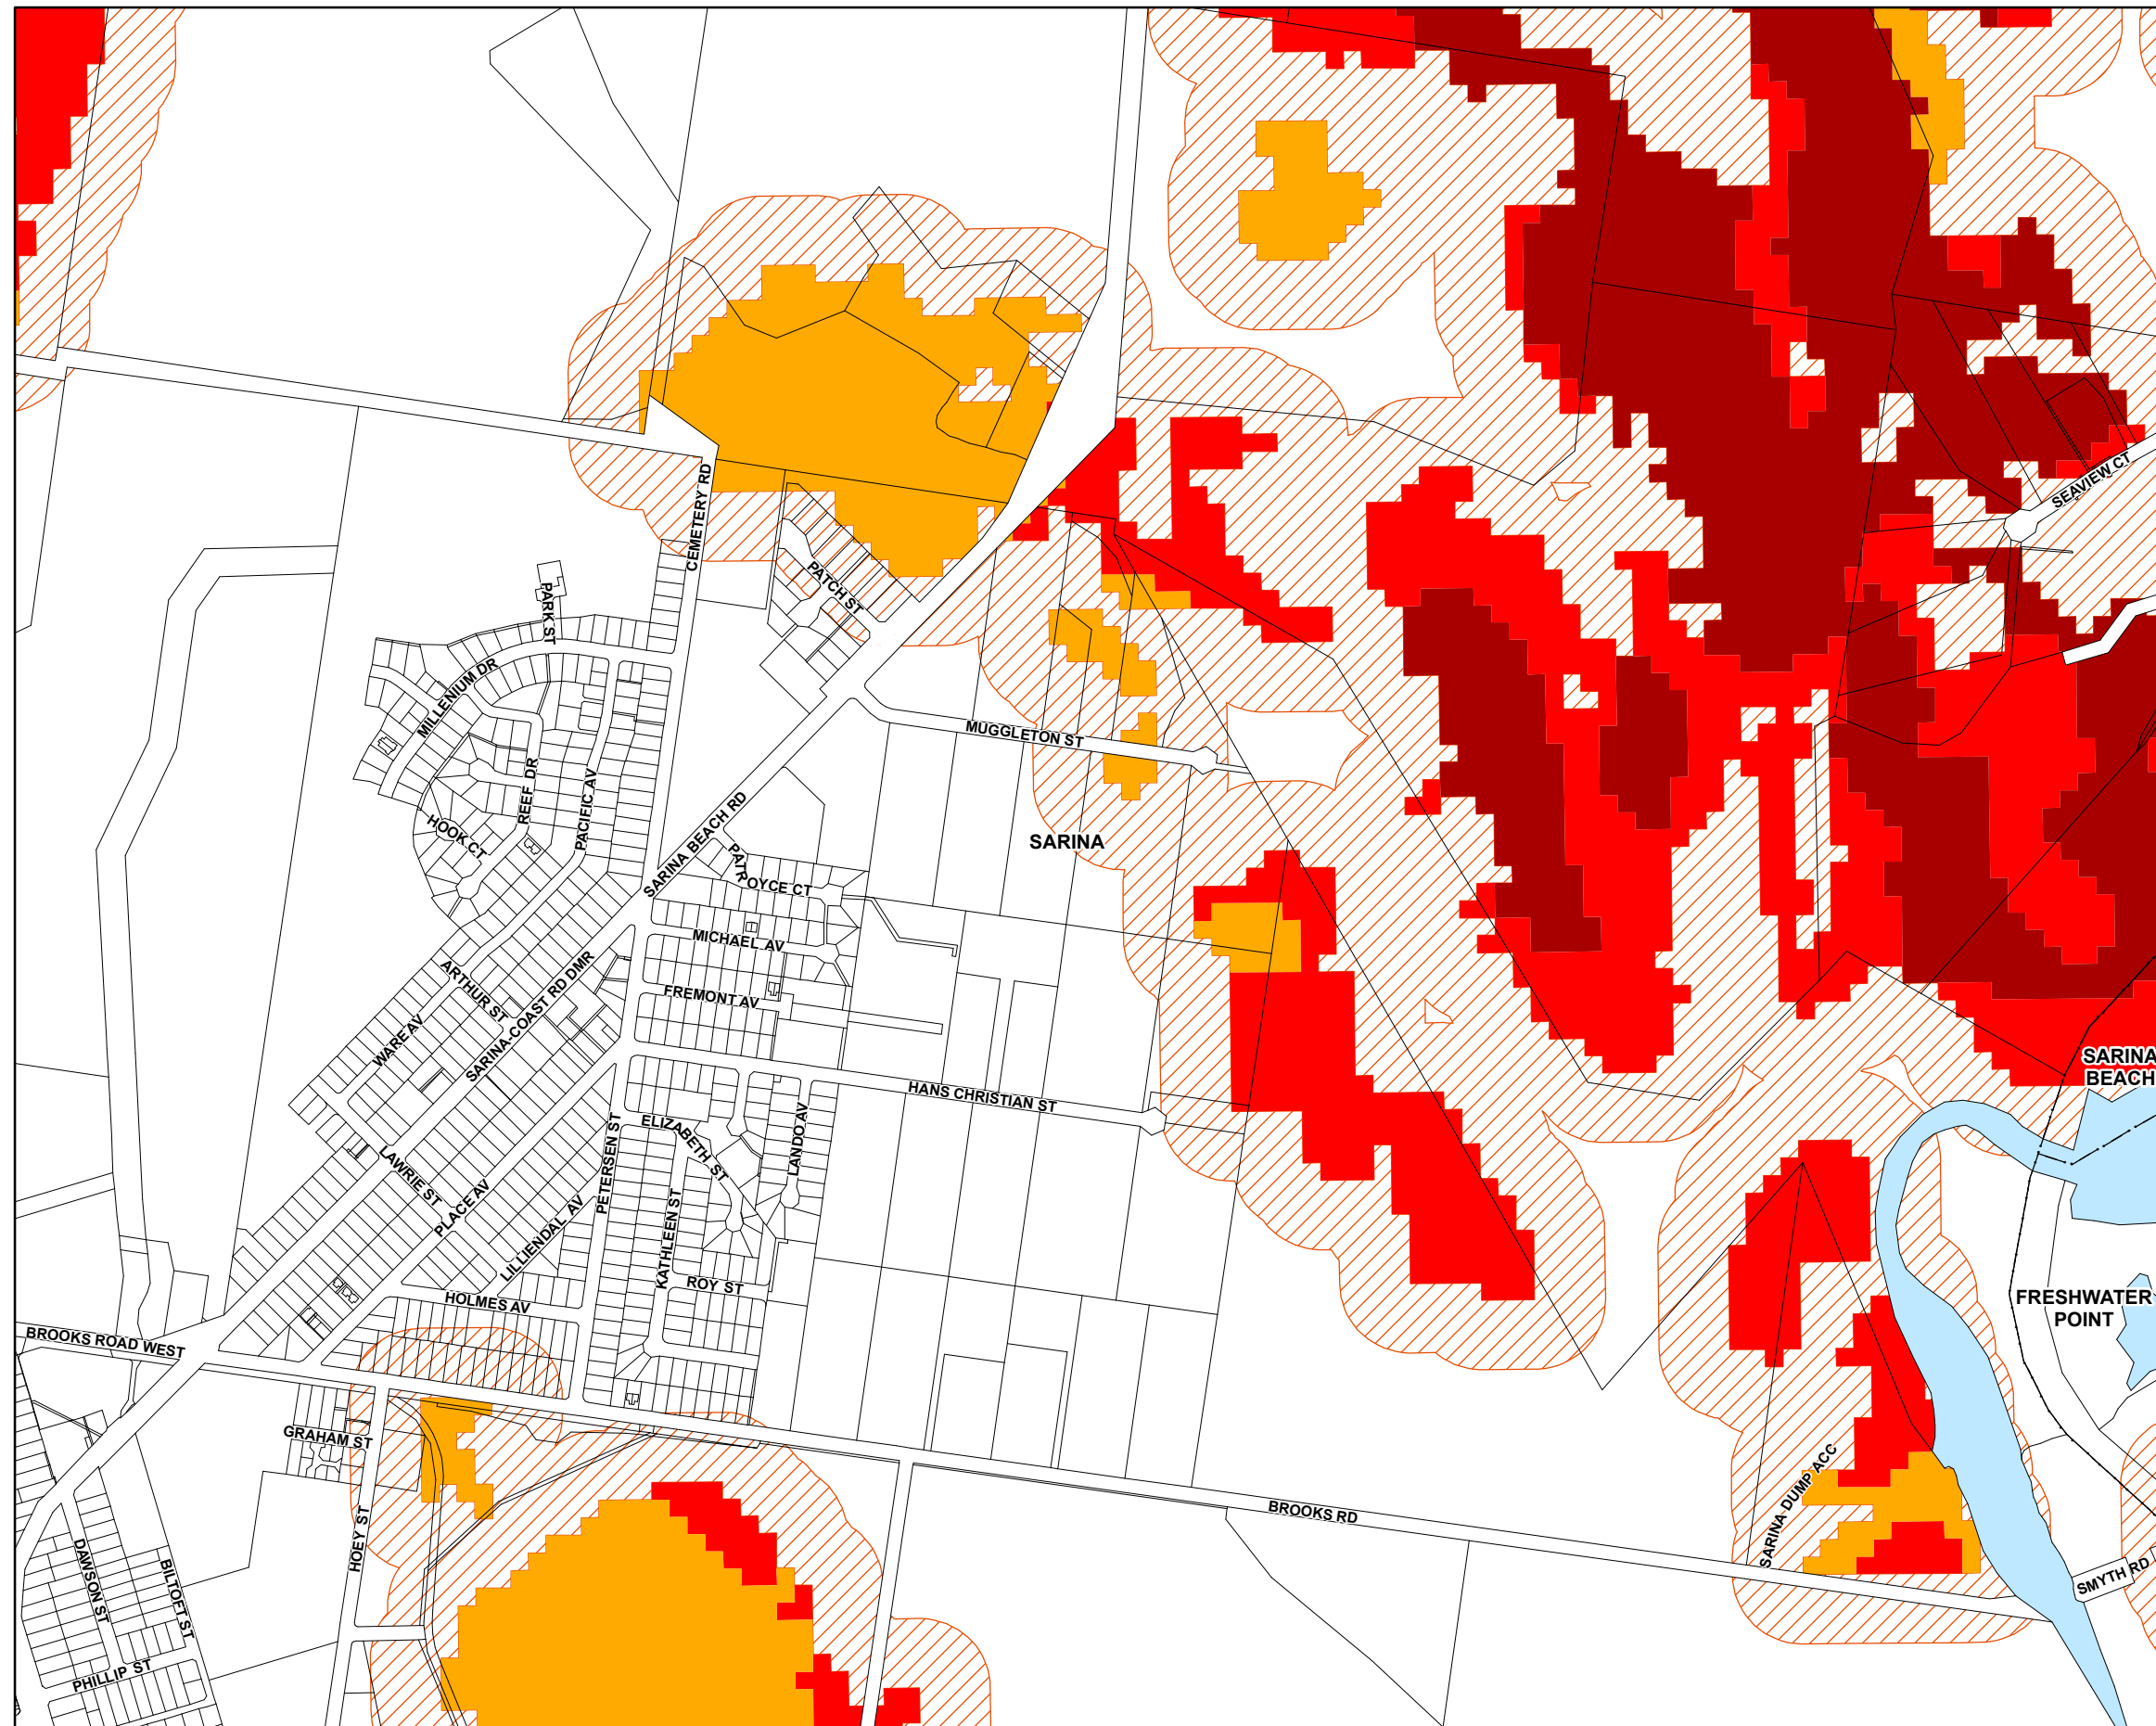 CEMETERY RD
SEAVIEW CT
PATCH ST
PARK ST
MILLENIUM DR
MUGGLETON ST
REEF DR
PACIFIC AV
HOOK CT
SARINA BEACH RD
SARINA
PATR
OYCE CT
MICHAEL AV
ARTHUR ST
SARINA-COAST RD DMR
FREMONT AV
WARE AV
HANS CHRISTIAN ST
SARINA
BEACH
ELIZABETH ST
LANDO AV
PETERSEN ST
LAWRIE ST
PLACE AV
LILLIENDAL AV
KATHLEEN ST
ROY ST
HOLMES AV
FRESHWATER
POINT
BROOKS ROAD WEST
GRAHAM ST
HOEY ST
BROOKS RD
SARINA DUMP ACC
SMYTH RD
DAWSON ST
BILTOFT ST
PHILLIP ST